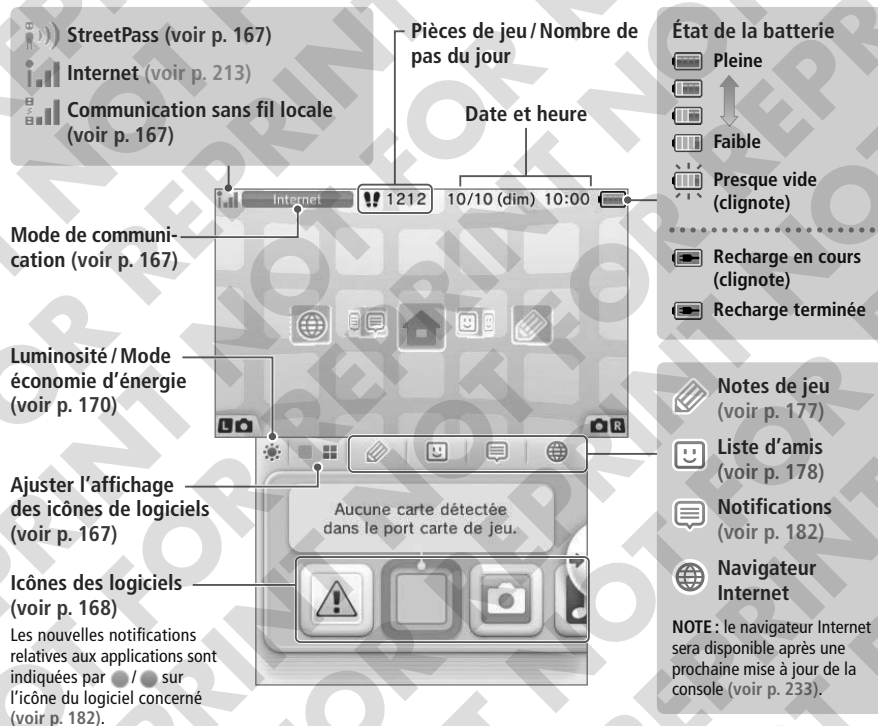 StreetPass (voir p. 167)
Internet (voir p. 213)
Communication sans fil locale
(voir p. 167)
Pièces de jeu / Nombre de
pas du jour
Date et heure
État de la batterie
Pleine
Faible
Presque vide
(clignote)
Recharge en cours
(clignote)
Recharge terminée
Internet
1212
10/10 (dim) 10:00
Mode de communi-
cation (voir p. 167)
Luminosité / Mode
économie d'énergie
(voir p. 170)
L
R
Ajuster l'affichage
des icônes de logiciels
(voir p. 167)
Aucune carte détectée
dans le port carte de jeu.
Icônes des logiciels
(voir p. 168)
Les nouvelles notifications
relatives aux applications sont
indiquées par / sur
l'icône du logiciel concerné
(voir p. 182).
Notes de jeu
(voir p. 177)
Liste d'amis
(voir p. 178)
Notifications
(voir p. 182)
Navigateur
Internet
NOTE : le navigateur Internet
sera disponible après une
prochaine mise à jour de la
console (voir p. 233).
NOT FOR REPRINT